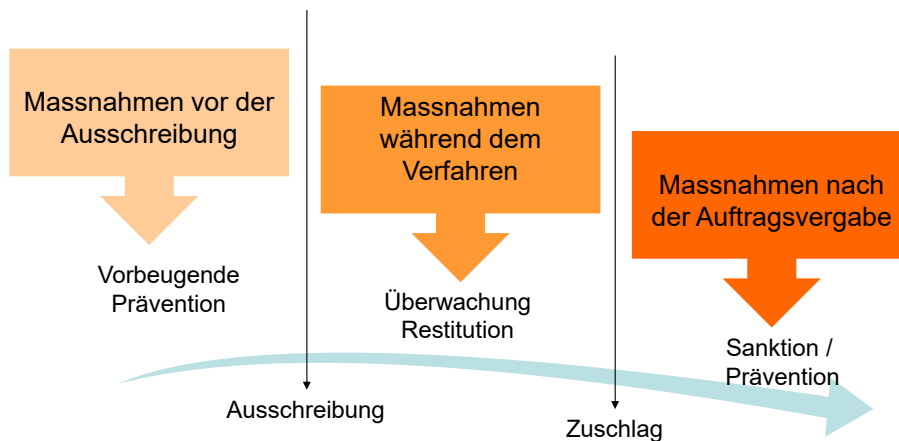 Massnahmen vor der
Ausschreibung
Vorbeugende
Prävention
Massnahmen
während dem
Verfahren
Überwachung
Restitution
Massnahmen nach
der Auftragsvergabe
Sanktion /
Prävention
Ausschreibung
Zuschlag